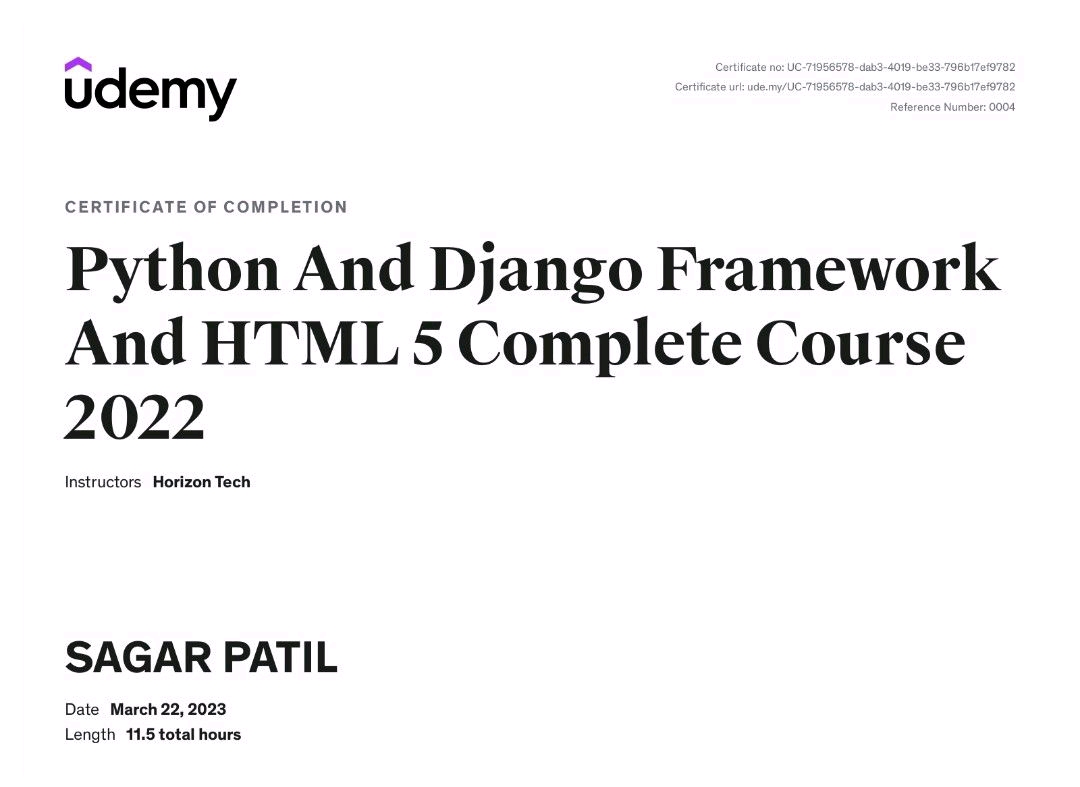 udemy
Certificate no: UC-71956578-dab3-4019-be33-796b17ef9782
Certificate url: ude.my/UC-71956578-dab3-4019-be33-796b17ef9782
Reference Number: 0004
CERTIFICATE OF COMPLETION
Python And Django Framework
And HTML 5 Complete Course
2022
Instructors Horizon Tech
SAGAR PATIL
Date March 22, 2023
Length 11.5 total hours